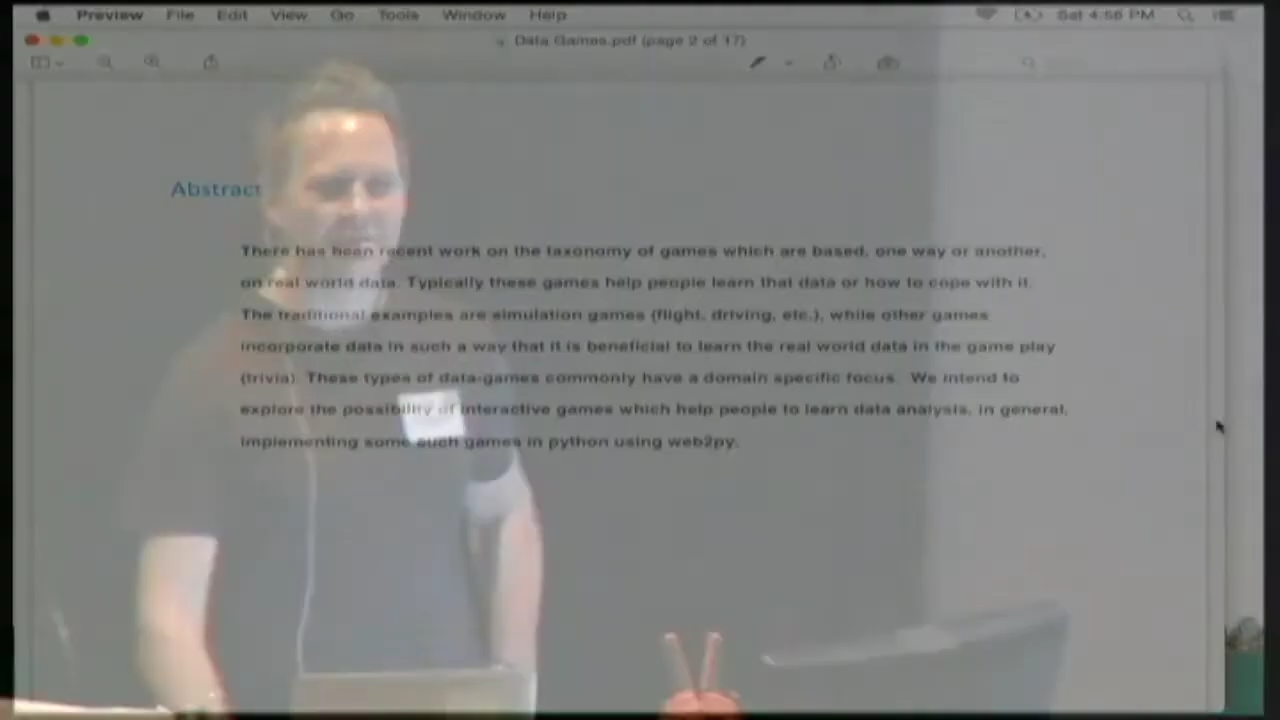 Preview File Edit View Go Tools Window Help Sat 4:56 PM
Data Games.pdf (page 2 of 17)
Abstract
There has been recent work on the taxonomy of games which are based, one way or another,
on real world data. Typically these games help people learn that data or how to cope with it.
The traditional examples are simulation games (flight, driving, etc.), while other games
incorporate data in such a way that it is beneficial to learn the real world data in the game play
(trivia). These types of data-games commonly have a domain specific focus. We intend to
explore the possibility of interactive games which help people to learn data analysis, in general,
implementing some such games in python using web2py.